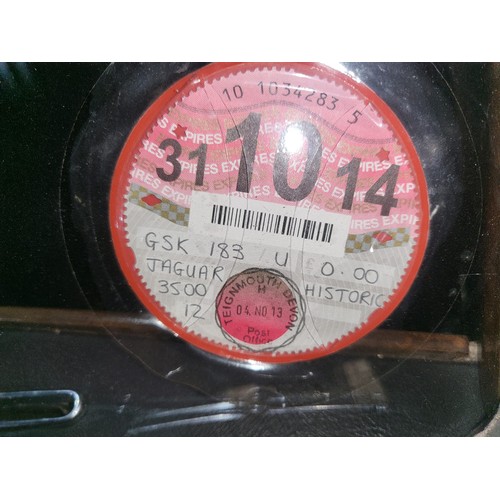 10 1034283 5
EXPIRES EXPIRES EXPIRES
31 10 14
GSK 183 U 0.00
JAGUAR HISTORIC
3500
12
TEIGNMOUTH DEVON
H
04. NO 13
Post
Office